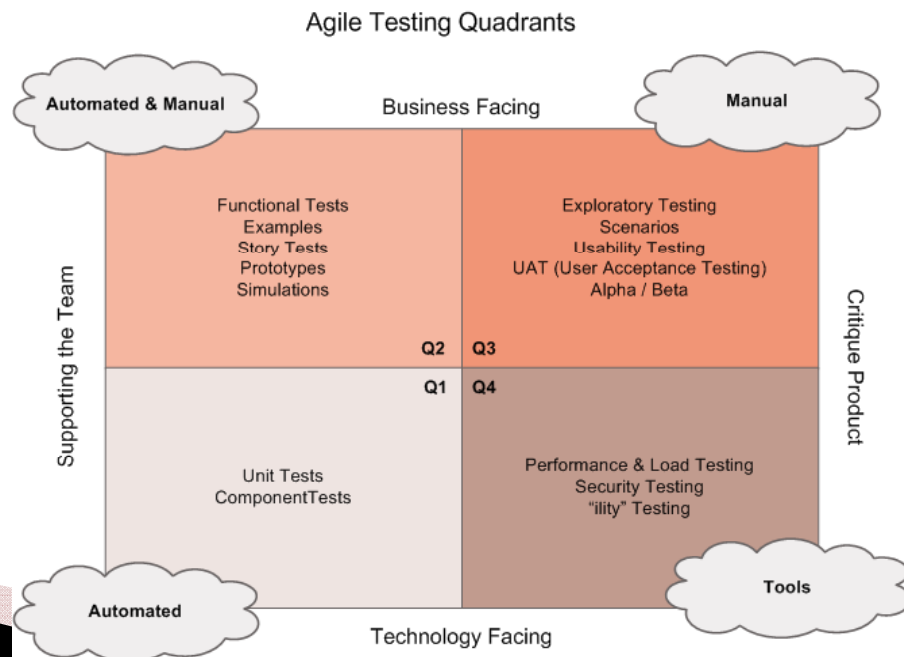 Agile Testing Quadrants
Automated & Manual
Business Facing
Manual
Functional Tests
Examples
Story Tests
Prototypes
Simulations
Exploratory Testing
Scenarios
Usability Testing
UAT (User Acceptance Testing)
Alpha / Beta
Supporting the Team
Critique Product
Q2
Q3
Q1
Q4
Unit Tests
ComponentTests
Performance & Load Testing
Security Testing
“ility” Testing
Automated
Tools
Technology Facing